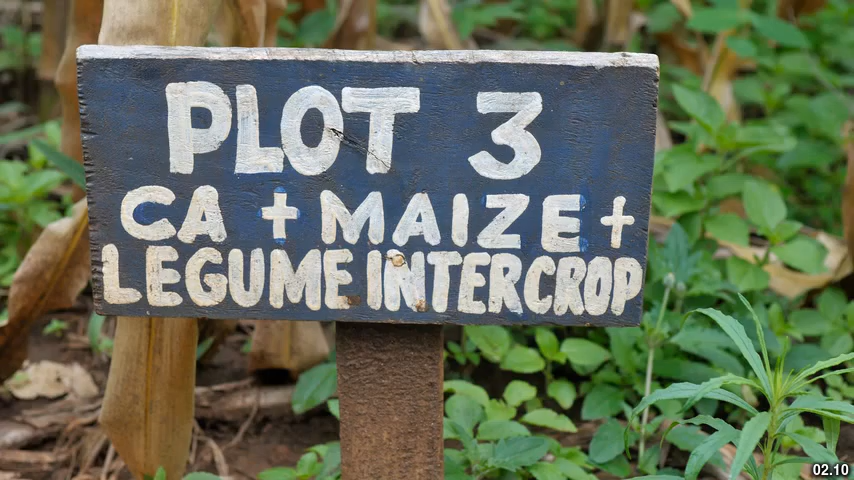 PLOT 3
CA + MAIZE +
LEGUME INTERCROP
02.10